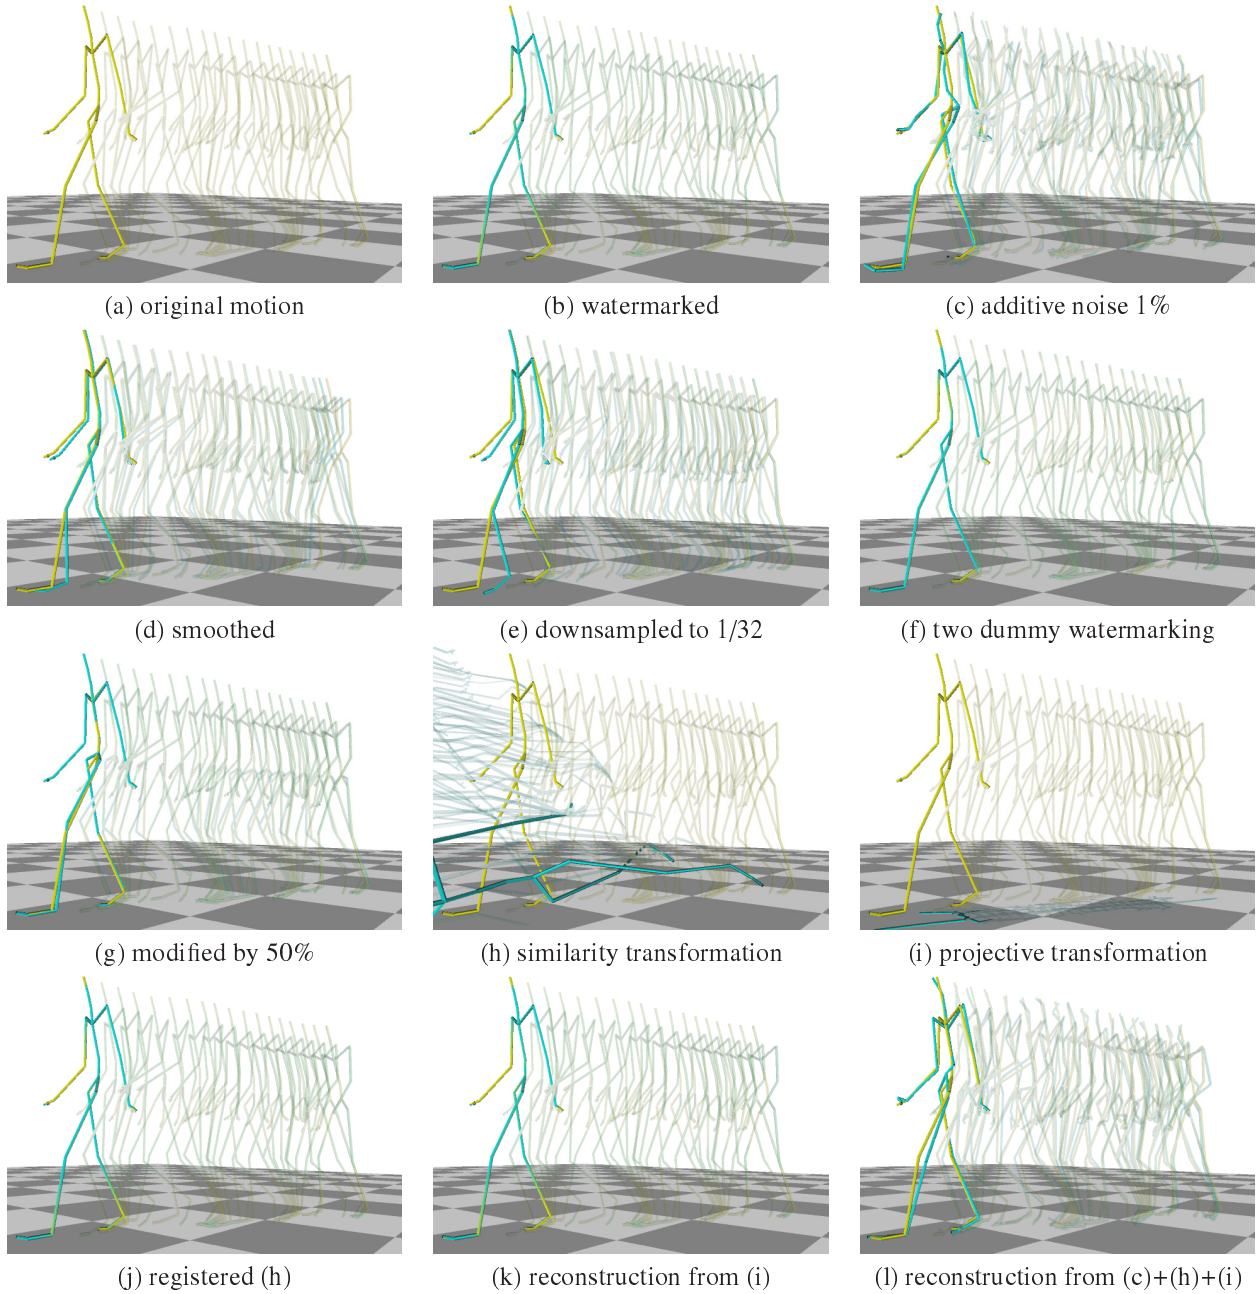 (a) original motion
(b) watermarked
(c) additive noise 1%
(d) smoothed
(e) downsampled to 1/32
(f) two dummy watermarking
(g) modified by 50%
(h) similarity transformation
(i) projective transformation
(j) registered (h)
(k) reconstruction from (i)
(l) reconstruction from (c)+(h)+(i)